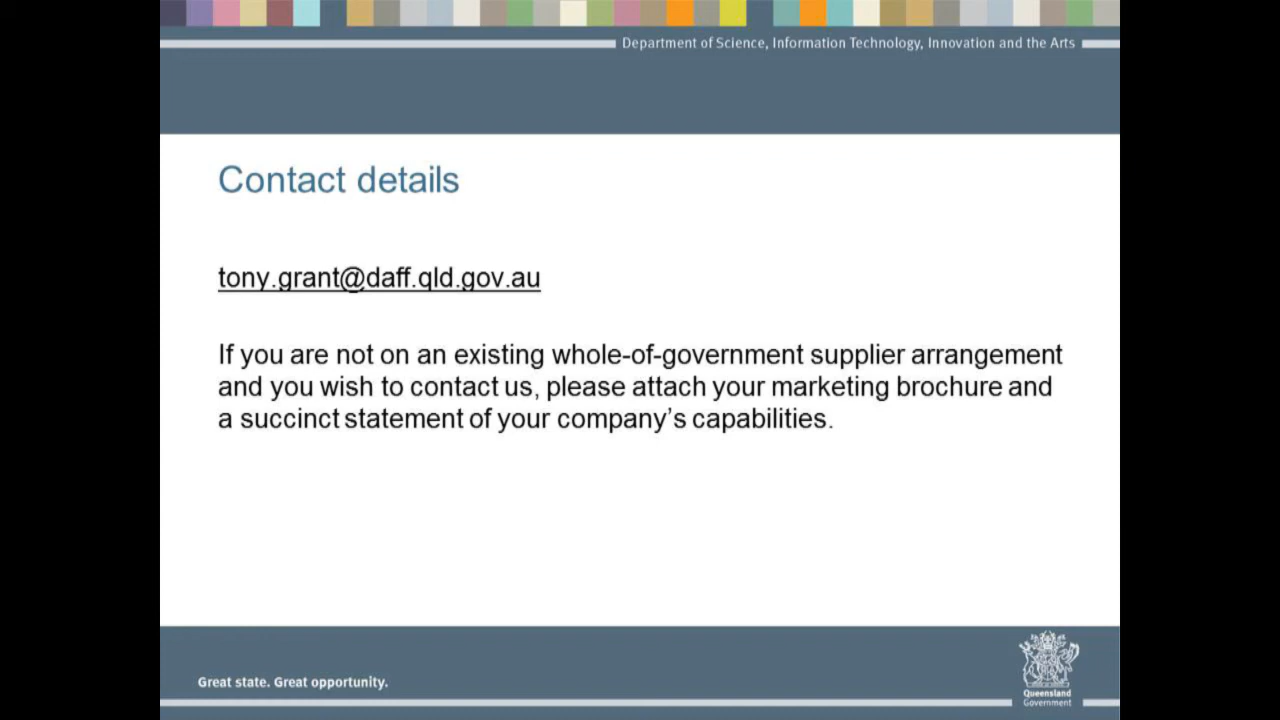 Department of Science, Information Technology, Innovation and the Arts
Contact details
tony.grant@daff.qld.gov.au
If you are not on an existing whole-of-government supplier arrangement
and you wish to contact us, please attach your marketing brochure and
a succinct statement of your company's capabilities.
Great state. Great opportunity.
Queensland
Government